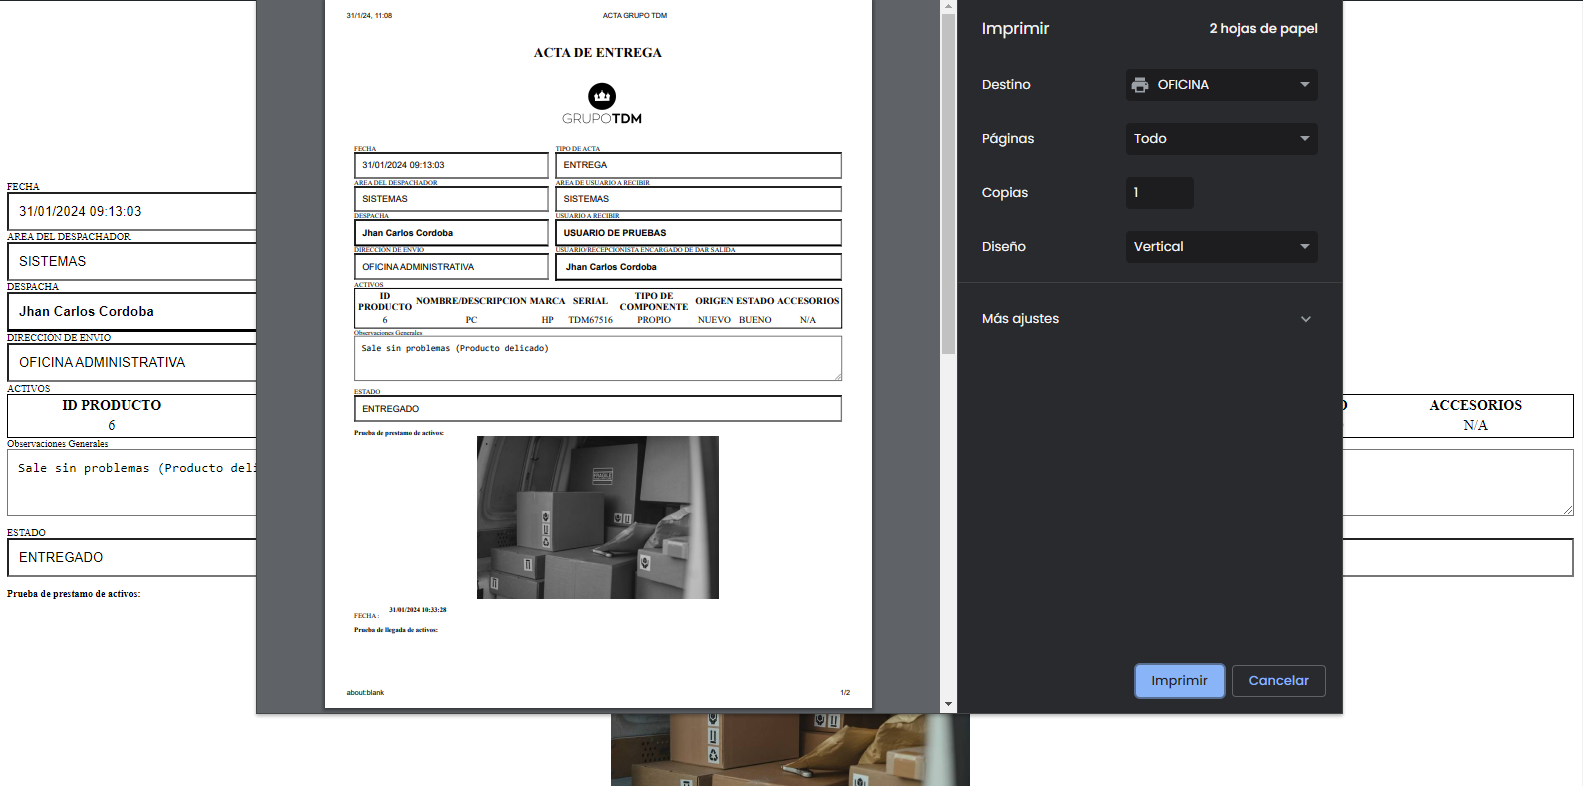 31/1/24, 11:08 ACTA GRUPO TDM
ACTA DE ENTREGA
GRUPOTDM
FECHA TIPO DE ACTA
31/01/2024 09:13:03 ENTREGA
AREA DEL DESPACHADOR AREA DE USUARIO A RECIBIR
SISTEMAS SISTEMAS
DESPACHA USUARIO A RECIBIR
Jhan Carlos Cordoba USUARIO DE PRUEBAS
DIRECCION DE ENVIO USUARIO/RECEPCIONISTA ENCARGADO DE DAR SALIDA
OFICINA ADMINISTRATIVA Jhan Carlos Cordoba
ACTIVOS
ID PRODUCTO NOMBRE/DESCRIPCION MARCA SERIAL TIPO DE COMPONENTE ORIGEN ESTADO ACCESORIOS
6 PC HP TDM67516 PROPIO NUEVO BUENO N/A
Observaciones Generales
Sale sin problemas (Producto delicado)
ESTADO
ENTREGADO
Prueba de prestamo de activos:
FRAGILE
FECHA : 31/01/2024 10:33:28
Prueba de llegada de activos:
about:blank 1/2
Imprimir 2 hojas de papel
Destino OFICINA
Páginas Todo
Copias 1
Diseño Vertical
Más ajustes
Imprimir Cancelar
FECHA
31/01/2024 09:13:03
AREA DEL DESPACHADOR
SISTEMAS
DESPACHA
Jhan Carlos Cordoba
DIRECCION DE ENVIO
OFICINA ADMINISTRATIVA
ACTIVOS
ID PRODUCTO O ACCESORIOS
6 N/A
Observaciones Generales
Sale sin problemas (Producto deli
ESTADO
ENTREGADO
Prueba de prestamo de activos: